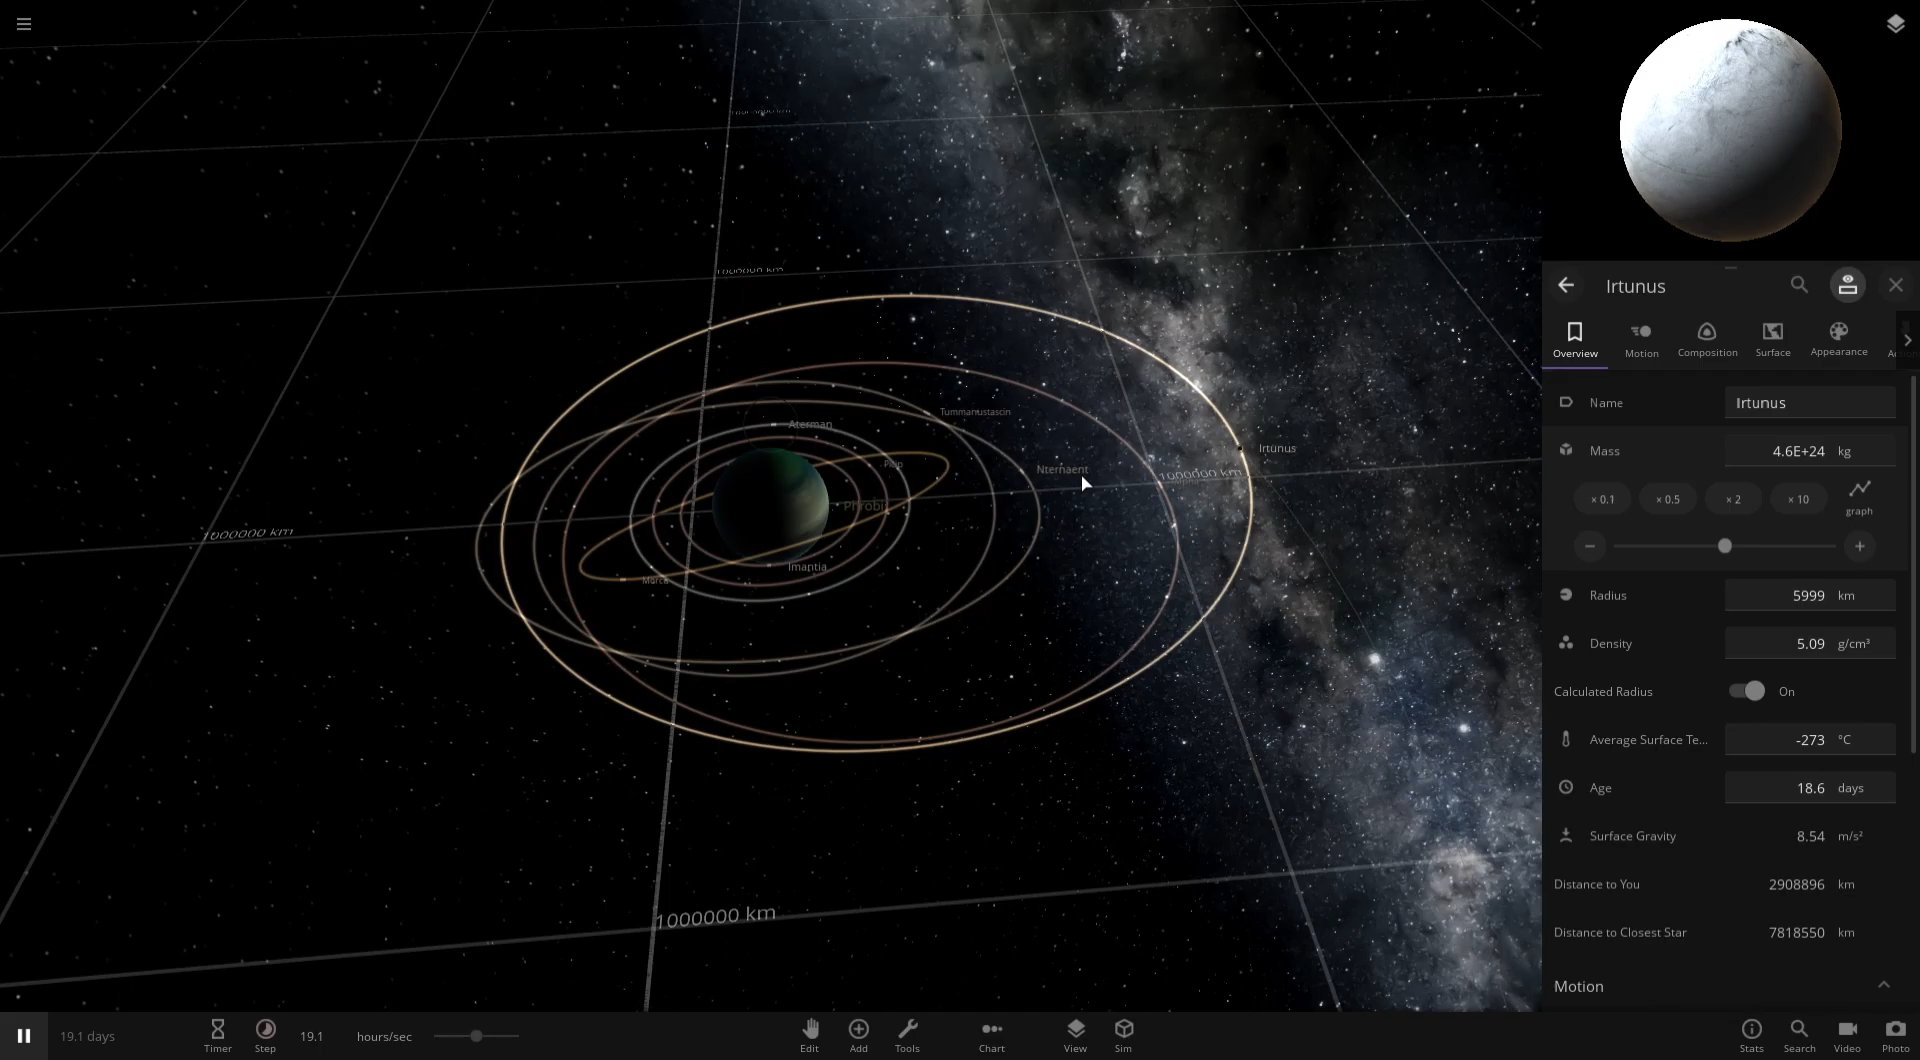 1000000 km
Aterman
Tummanustascin
Irtunus
Nternaent
1000000 km
Phrobi
1000000 km
Imantia
Murca
1000000 km
Irtunus
Overview
Motion
Composition
Surface
Appearance
Name
Irtunus
Mass
4.6E+24 kg
× 0.1
× 0.5
× 2
× 10
graph
Radius
5999 km
Density
5.09 g/cm³
Calculated Radius
On
Average Surface Te...
-273 °C
Age
18.6 days
Surface Gravity
8.54 m/s²
Distance to You
2908896 km
Distance to Closest Star
7818550 km
Motion
19.1 days
Timer
Step
19.1 hours/sec
Edit
Add
Tools
Chart
View
Sim
Stats
Search
Video
Photo